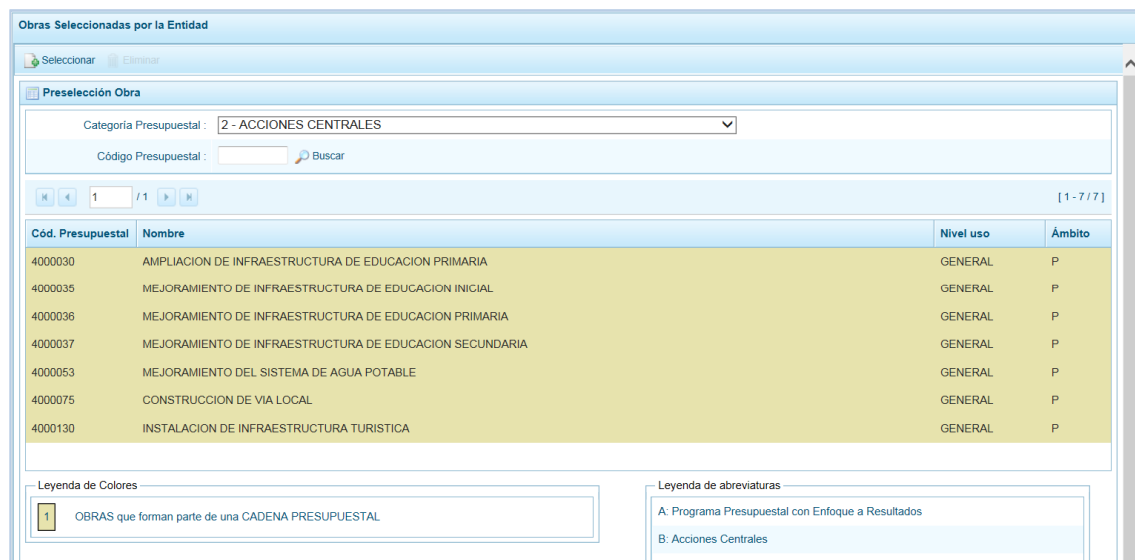 Obras Seleccionadas por la Entidad
Seleccionar Eliminar
Preselección Obra
Categoría Presupuestal : 2 - ACCIONES CENTRALES
Código Presupuestal : Buscar
1 / 1 [ 1 - 7 / 7 ]
Cód. Presupuestal Nombre Nivel uso Ámbito
4000030 AMPLIACION DE INFRAESTRUCTURA DE EDUCACION PRIMARIA GENERAL P
4000035 MEJORAMIENTO DE INFRAESTRUCTURA DE EDUCACION INICIAL GENERAL P
4000036 MEJORAMIENTO DE INFRAESTRUCTURA DE EDUCACION PRIMARIA GENERAL P
4000037 MEJORAMIENTO DE INFRAESTRUCTURA DE EDUCACION SECUNDARIA GENERAL P
4000053 MEJORAMIENTO DEL SISTEMA DE AGUA POTABLE GENERAL P
4000075 CONSTRUCCION DE VIA LOCAL GENERAL P
4000130 INSTALACION DE INFRAESTRUCTURA TURISTICA GENERAL P
Leyenda de Colores Leyenda de abreviaturas
1 OBRAS que forman parte de una CADENA PRESUPUESTAL A: Programa Presupuestal con Enfoque a Resultados
B: Acciones Centrales